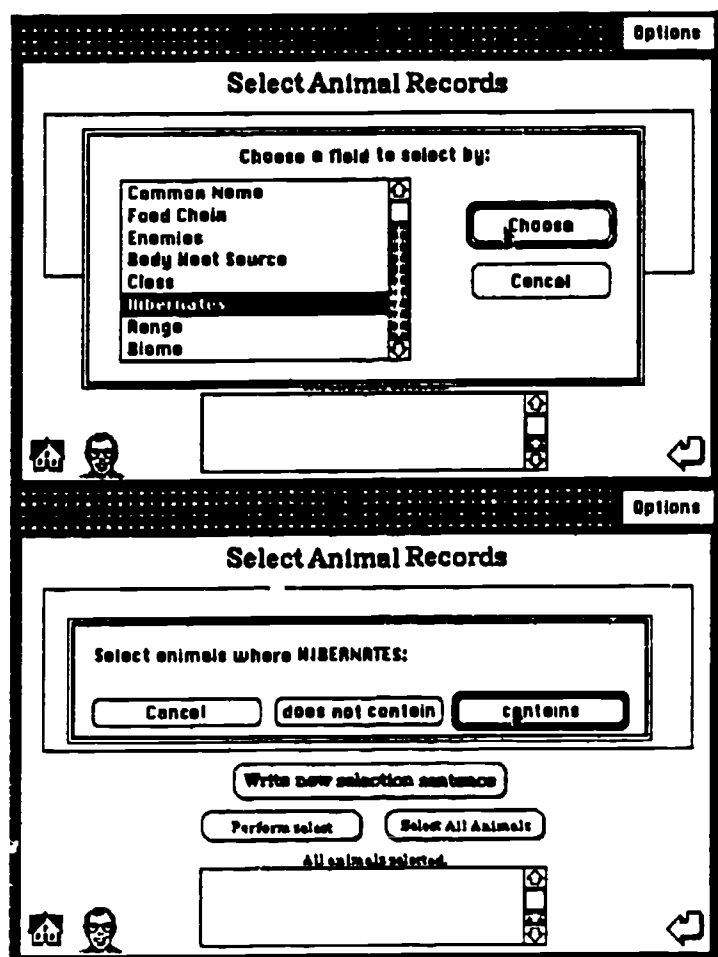 Options
Select Animal Records
Choose a field to select by:
Common Name
Food Chain
Enemies
Body Heat Source
Class
Hibernates
Range
Biome
Choose
Cancel
Options
Select Animal Records
Select animals where HIBERNATES:
Cancel
does not contain
contains
Write new selection sentence
Perform select
Select All Animals
All animals selected.